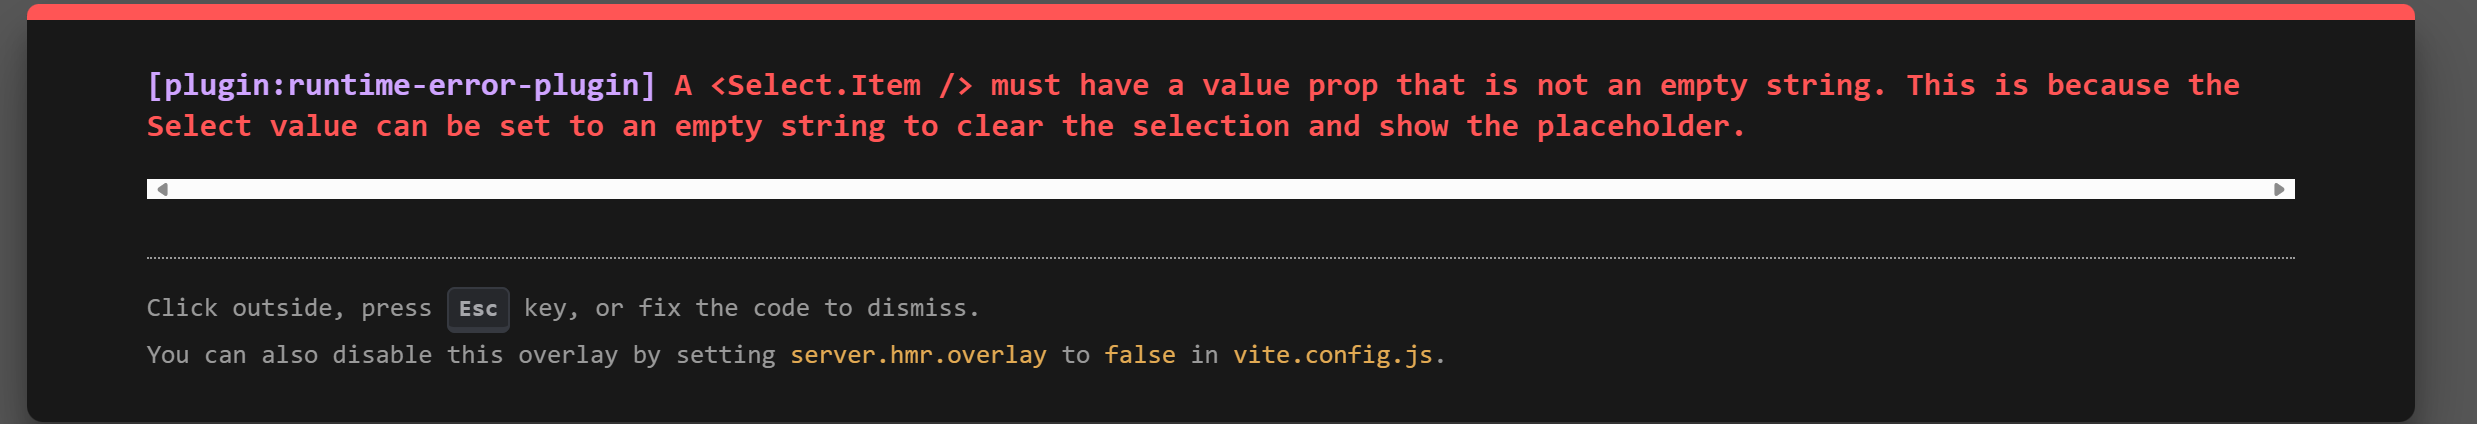 [plugin:runtime-error-plugin] A <Select.Item /> must have a value prop that is not an empty string. This is because the
Select value can be set to an empty string to clear the selection and show the placeholder.
Click outside, press Esc key, or fix the code to dismiss.
You can also disable this overlay by setting server.hmr.overlay to false in vite.config.js.